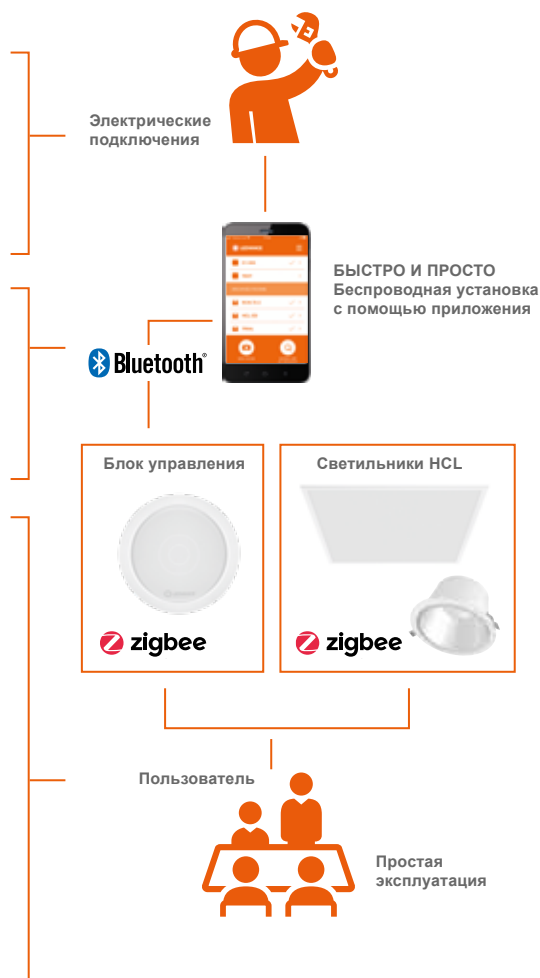 Электрические
подключения
БЫСТРО И ПРОСТО
Беспроводная установка
с помощью приложения
Bluetooth®
Блок управления
Светильники HCL
zigbee
zigbee
Пользователь
Простая
эксплуатация